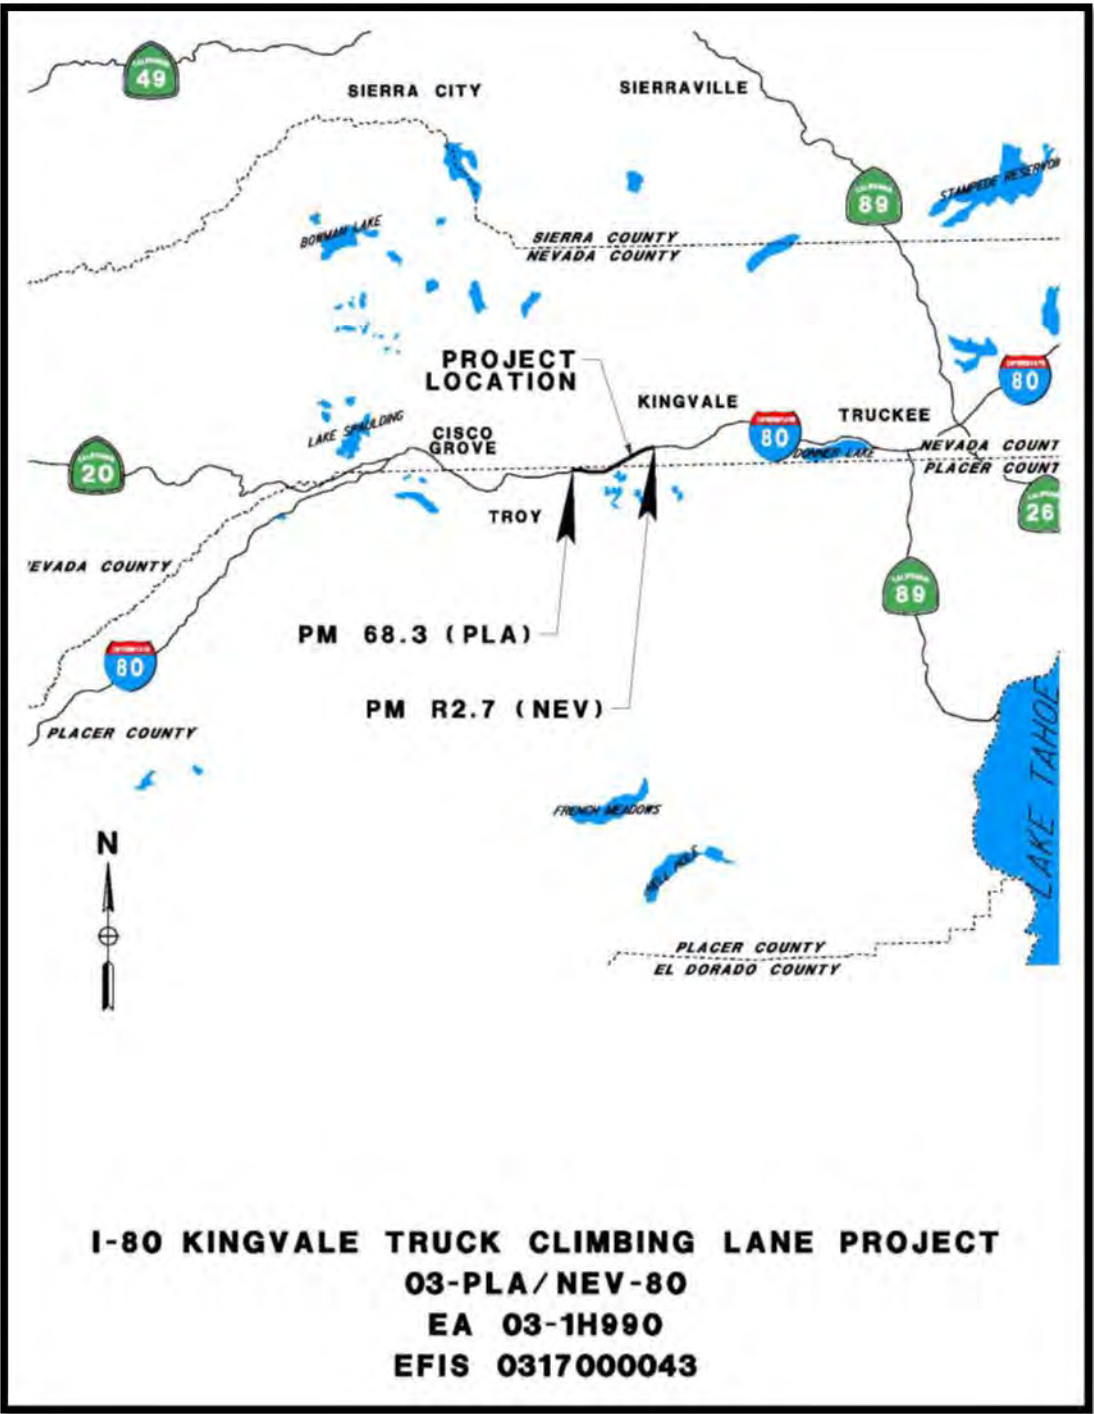 49
SIERRA CITY
SIERRAVILLE
89
STAMPEDE RESERVOI
BOWMAN LAKE
SIERRA COUNTY
NEVADA COUNTY
PROJECT
LOCATION
80
KINGVALE
TRUCKEE
LAKE SPAULDING
CISCO
GROVE
80
DONNER LAKE
NEVADA COUNT
PLACER COUNT
20
26
TROY
EVADA COUNTY
89
PM 68.3 (PLA)
80
PM R2.7 (NEV)
PLACER COUNTY
LAKE TAHOE
FRENCH MEADOWS
HELL HOLE
N
PLACER COUNTY
EL DORADO COUNTY
I-80 KINGVALE TRUCK CLIMBING LANE PROJECT
03-PLA/NEV-80
EA 03-1H990
EFIS 0317000043